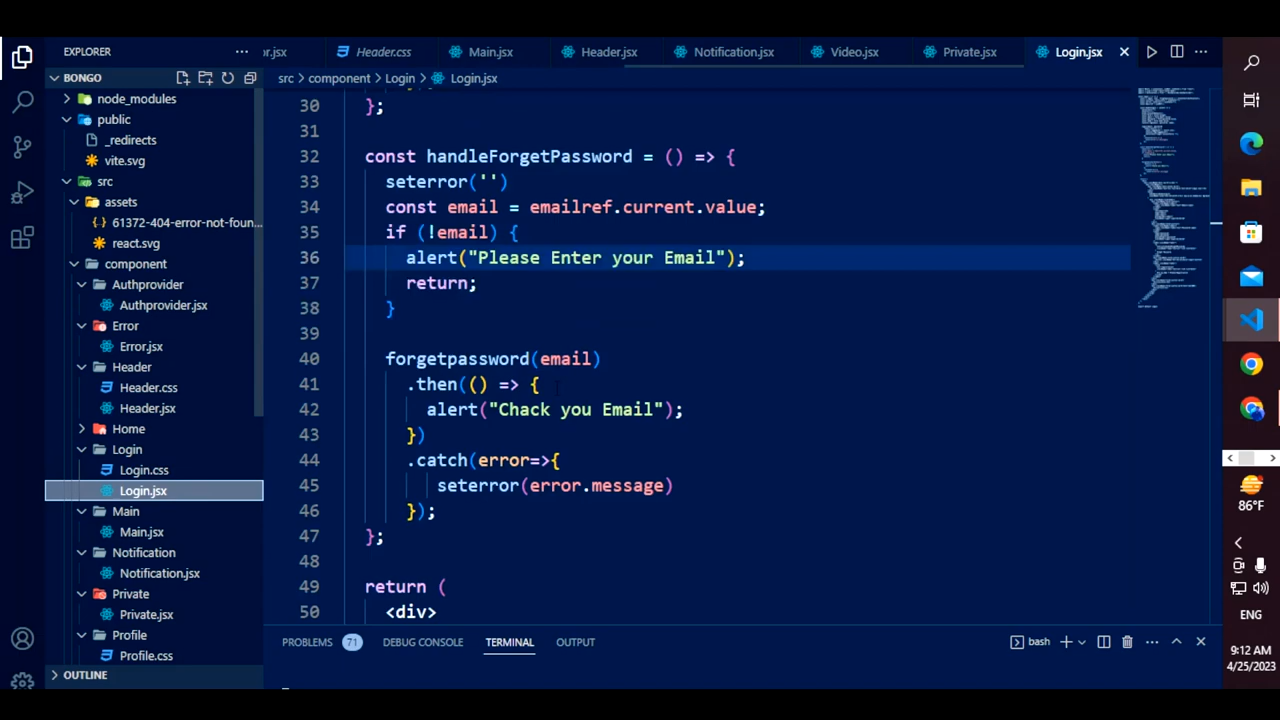 EXPLORER
BONGO
node_modules
public
_redirects
vite.svg
src
assets
61372-404-error-not-foun...
react.svg
component
Authprovider
Authprovider.jsx
Error
Error.jsx
Header
Header.css
Header.jsx
Home
Login
Login.css
Login.jsx
Main
Main.jsx
Notification
Notification.jsx
Private
Private.jsx
Profile
Profile.css
OUTLINE
or.jsx Header.css Main.jsx Header.jsx Notification.jsx Video.jsx Private.jsx Login.jsx
src > component > Login > Login.jsx
30 };
31
32 const handleForgetPassword = () => {
33 seterror('')
34 const email = emailref.current.value;
35 if (!email) {
36 alert("Please Enter your Email");
37 return;
38 }
39
40 forgetpassword(email)
41 .then(() => {
42 alert("Chack you Email");
43 })
44 .catch(error=>{
45 seterror(error.message)
46 });
47 };
48
49 return (
50 <div>
PROBLEMS 71 DEBUG CONSOLE TERMINAL OUTPUT bash
86°F
ENG
9:12 AM
4/25/2023